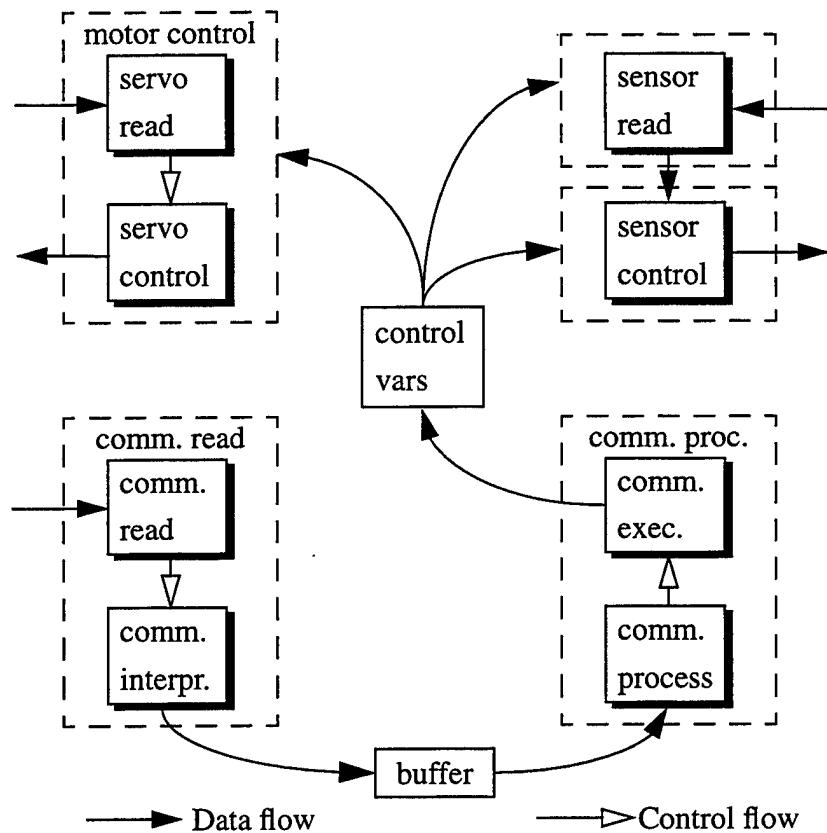 motor control
servo
read
servo
control
sensor
read
sensor
control
control
vars
comm. read
comm.
read
comm.
interpr.
comm. proc.
comm.
exec.
comm.
process
buffer
Data flow
Control flow